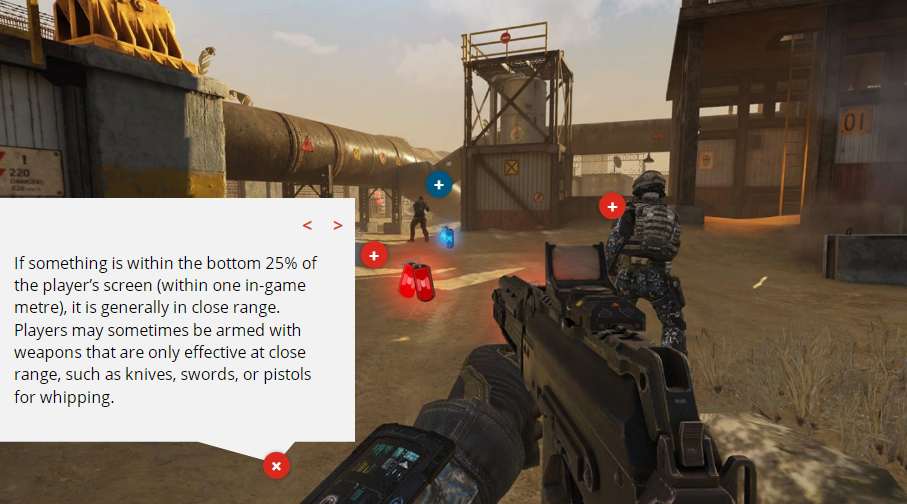 1
220
DANGER!
01
< >
If something is within the bottom 25% of
the player's screen (within one in-game
metre), it is generally in close range.
Players may sometimes be armed with
weapons that are only effective at close
range, such as knives, swords, or pistols
for whipping.